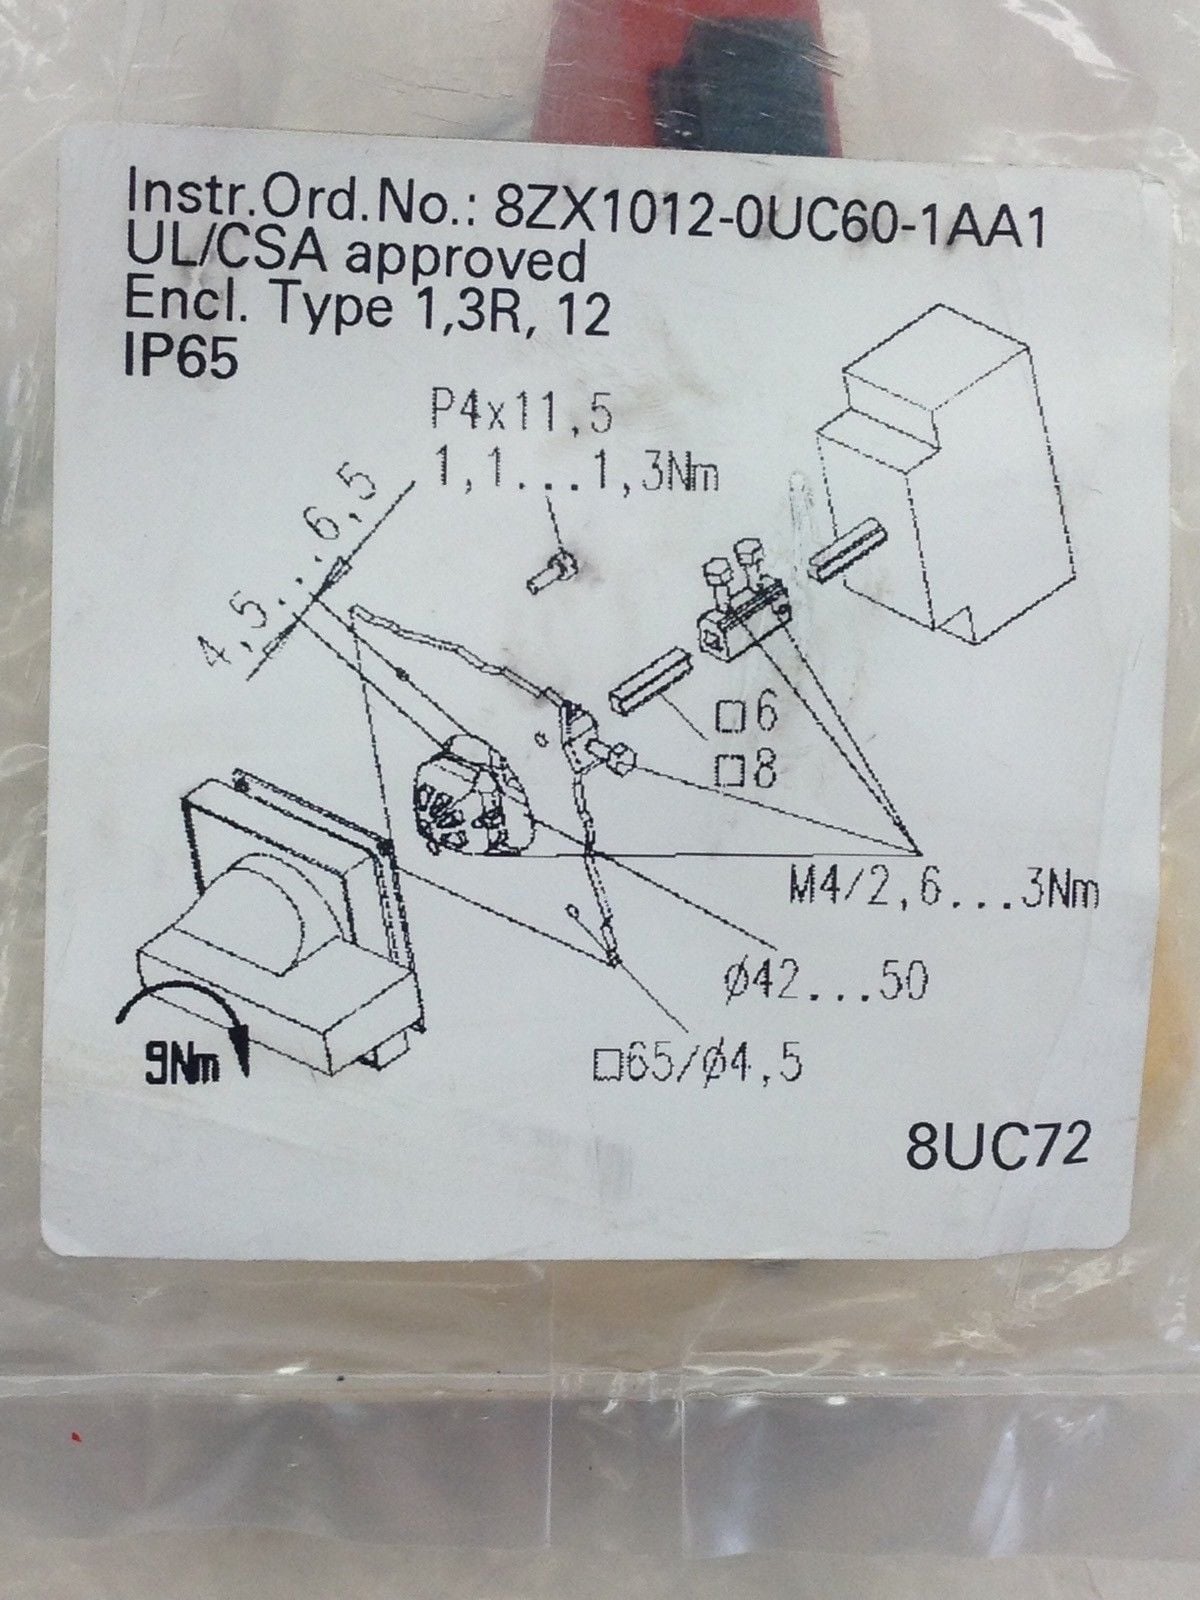 Instr.Ord.No.: 8ZX1012-0UC60-1AA1
UL/CSA approved
Encl. Type 1,3R, 12
IP65
P4x11,5
1,1...1,3Nm
4,5...6,5
□6
□8
M4/2,6...3Nm
ø42...50
□65/ø4,5
9Nm
8UC72